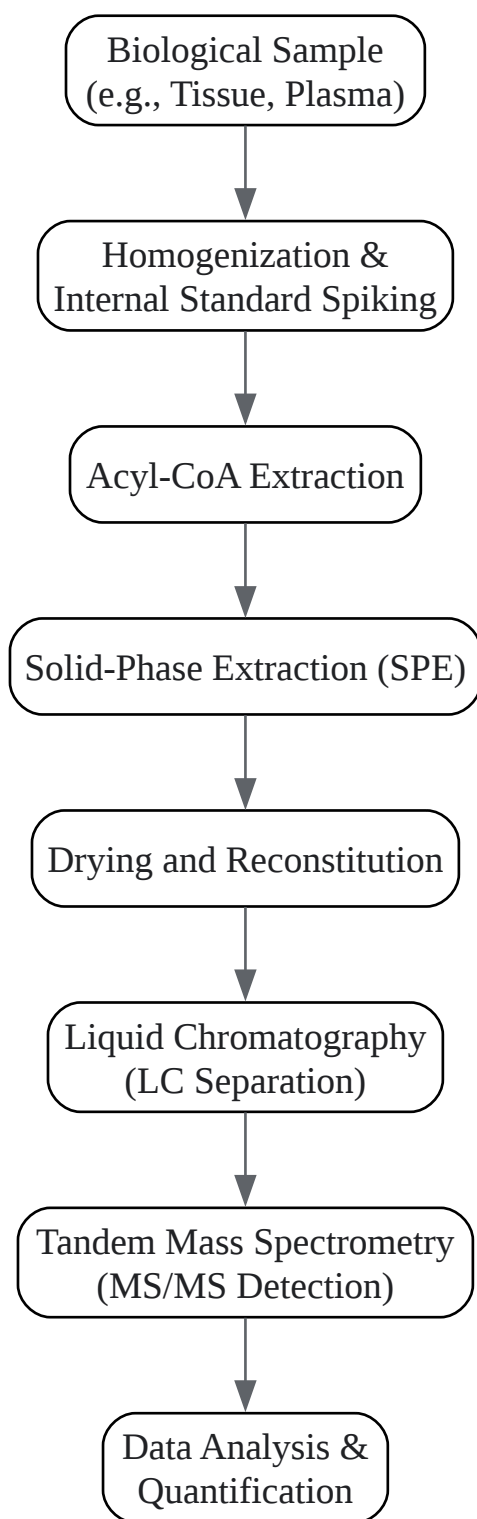 Biological Sample
(e.g., Tissue, Plasma)
Homogenization &
Internal Standard Spiking
Acyl-CoA Extraction
Solid-Phase Extraction (SPE)
Drying and Reconstitution
Liquid Chromatography
(LC Separation)
Tandem Mass Spectrometry
(MS/MS Detection)
Data Analysis &
Quantification